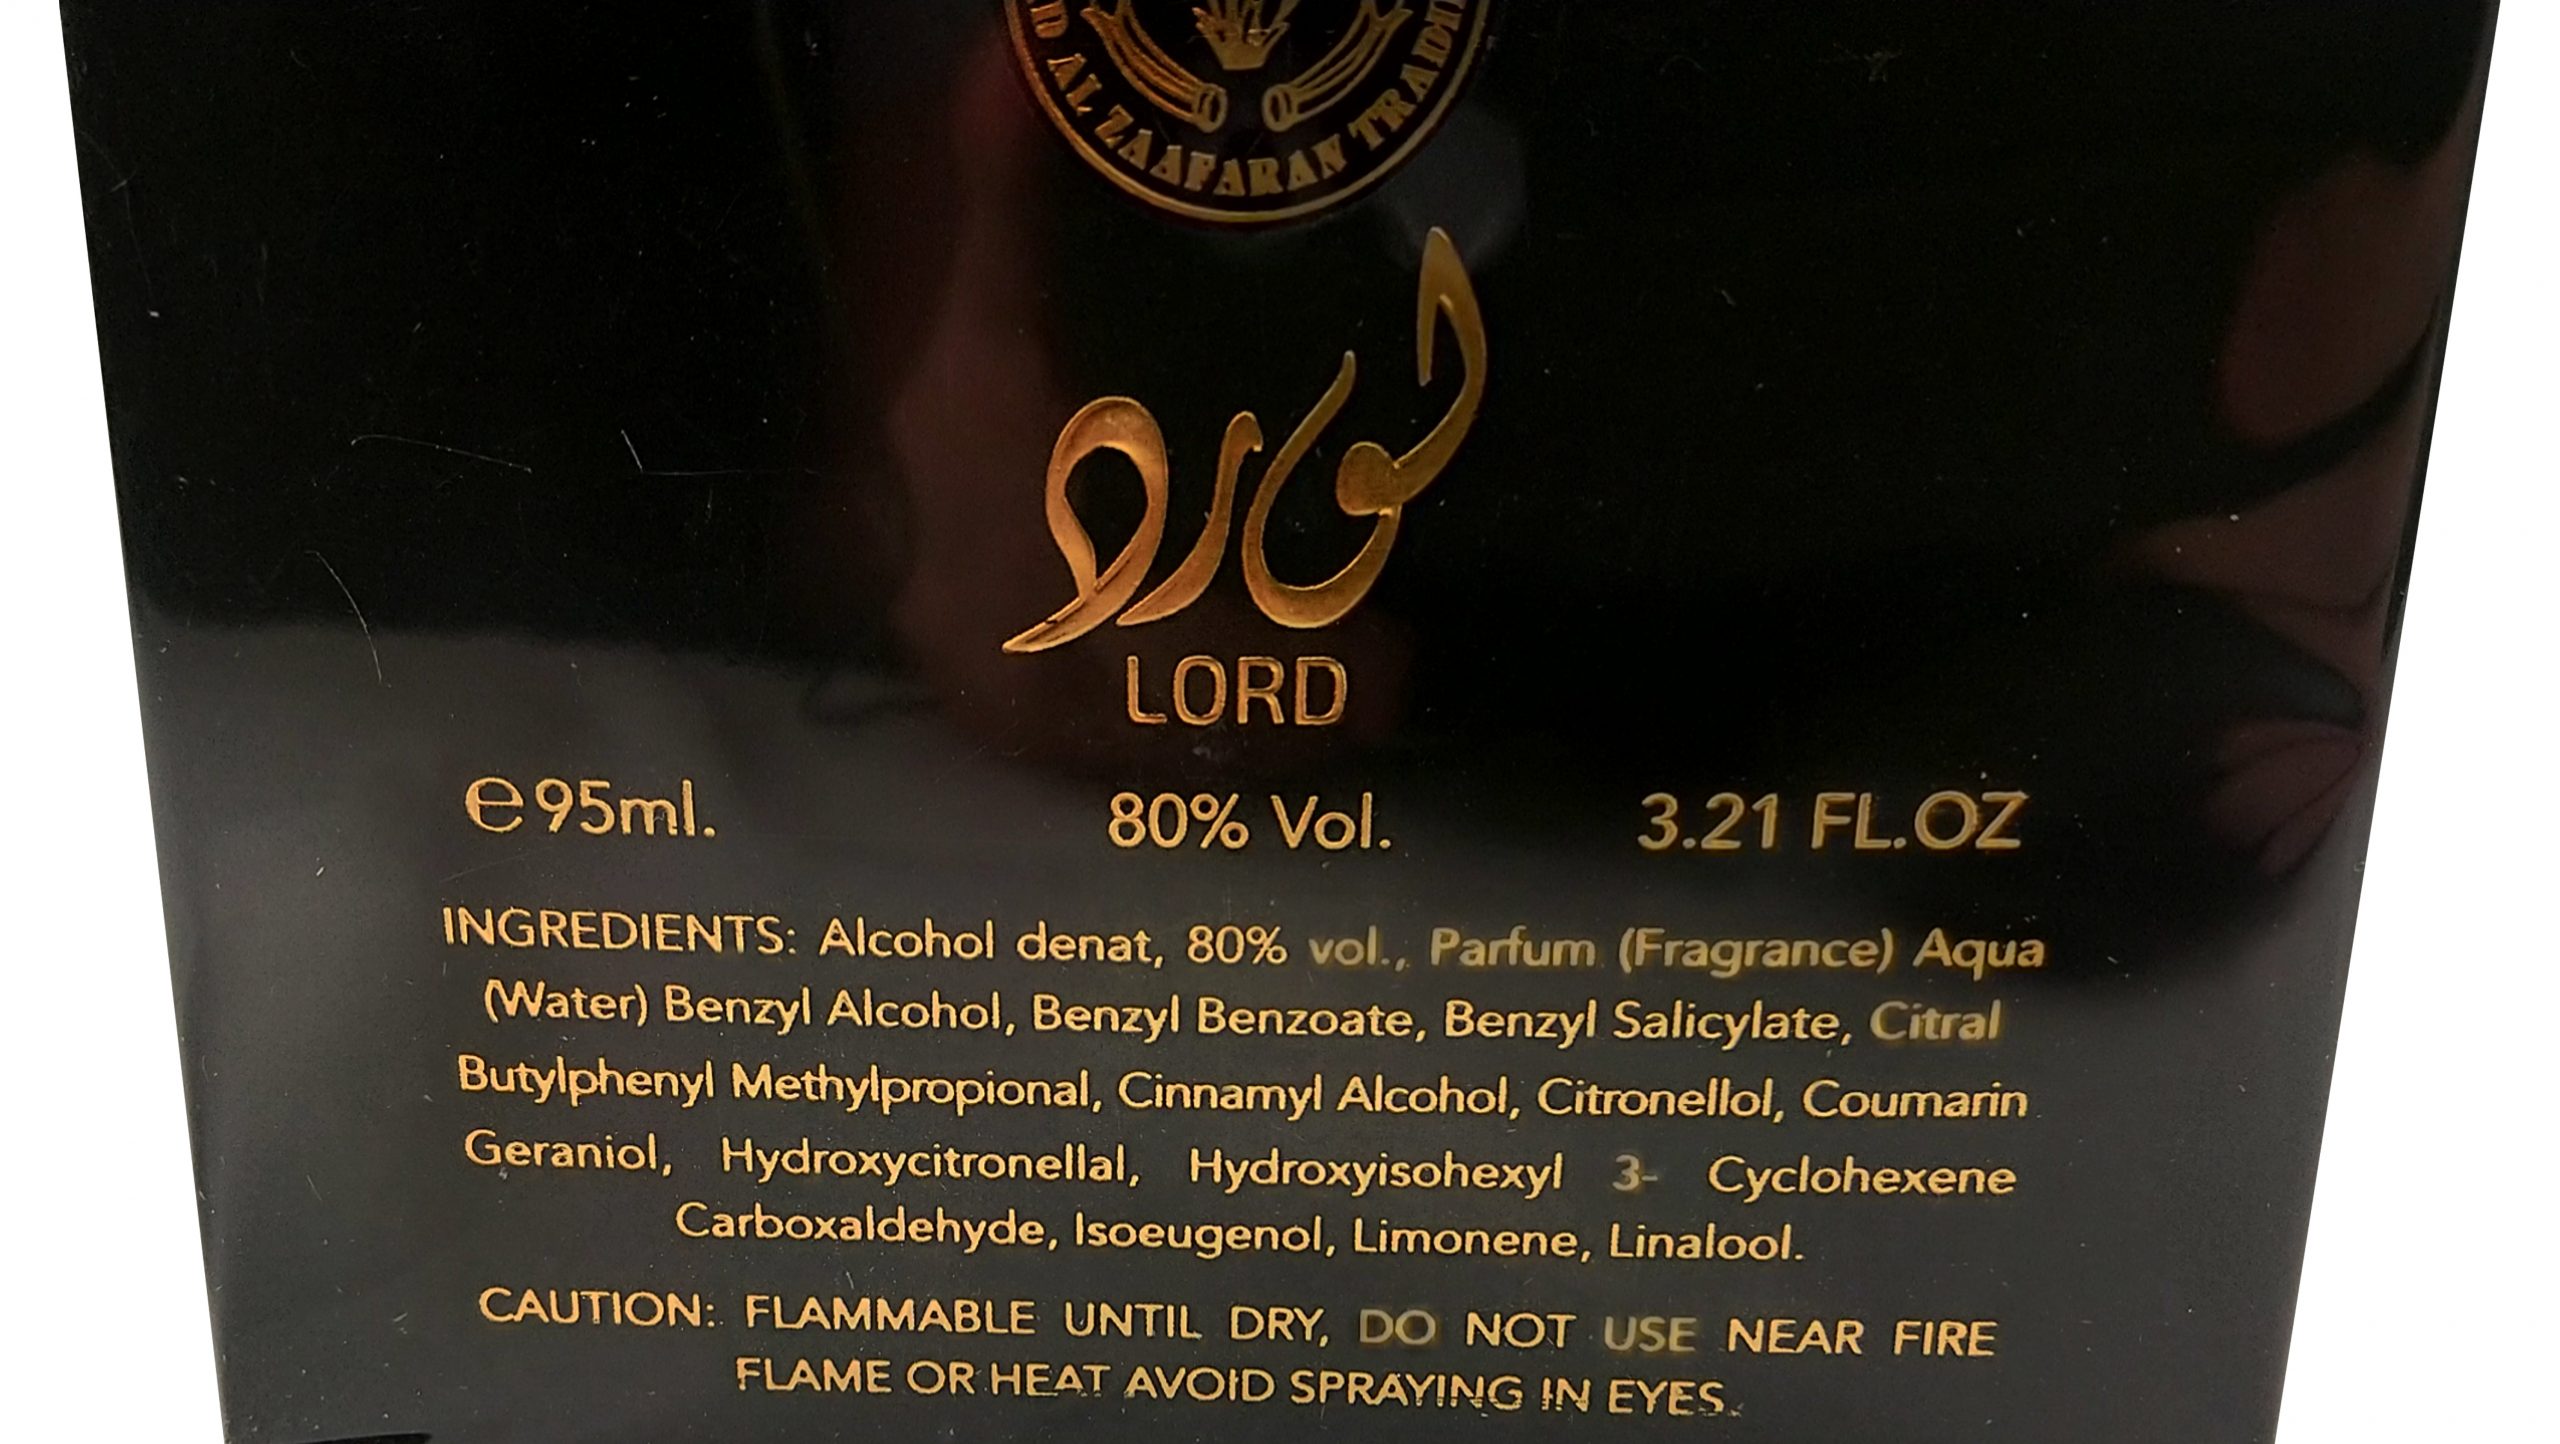 AL ZAAFARAN
لورد
LORD
℮95ml. 80% Vol. 3.21 FL.OZ
INGREDIENTS: Alcohol denat, 80% vol., Parfum (Fragrance) Aqua
(Water) Benzyl Alcohol, Benzyl Benzoate, Benzyl Salicylate, Citral
Butylphenyl Methylpropional, Cinnamyl Alcohol, Citronellol, Coumarin
Geraniol, Hydroxycitronellal, Hydroxyisohexyl 3- Cyclohexene
Carboxaldehyde, Isoeugenol, Limonene, Linalool.
CAUTION: FLAMMABLE UNTIL DRY, DO NOT USE NEAR FIRE
FLAME OR HEAT AVOID SPRAYING IN EYES.